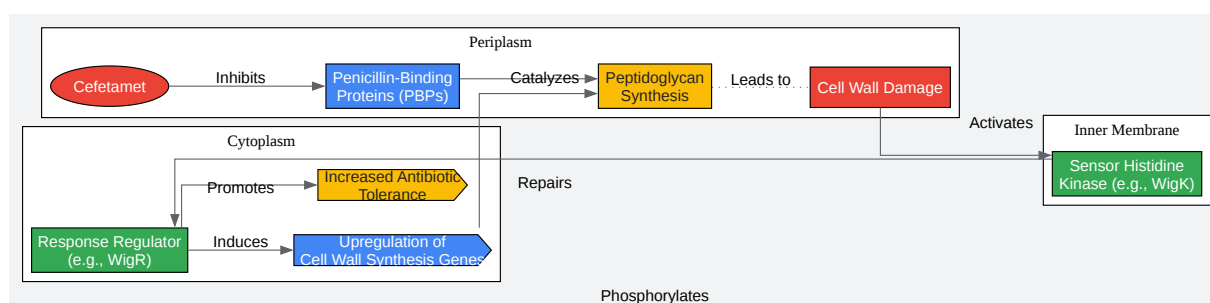 Periplasm
Cefetamet
Inhibits
Penicillin-Binding
Proteins (PBPs)
Catalyzes
Peptidoglycan
Synthesis
Leads to
Cell Wall Damage
Activates
Inner Membrane
Sensor Histidine
Kinase (e.g., WigK)
Cytoplasm
Promotes
Increased Antibiotic
Tolerance
Repairs
Response Regulator
(e.g., WigR)
Induces
Upregulation of
Cell Wall Synthesis Genes
Phosphorylates